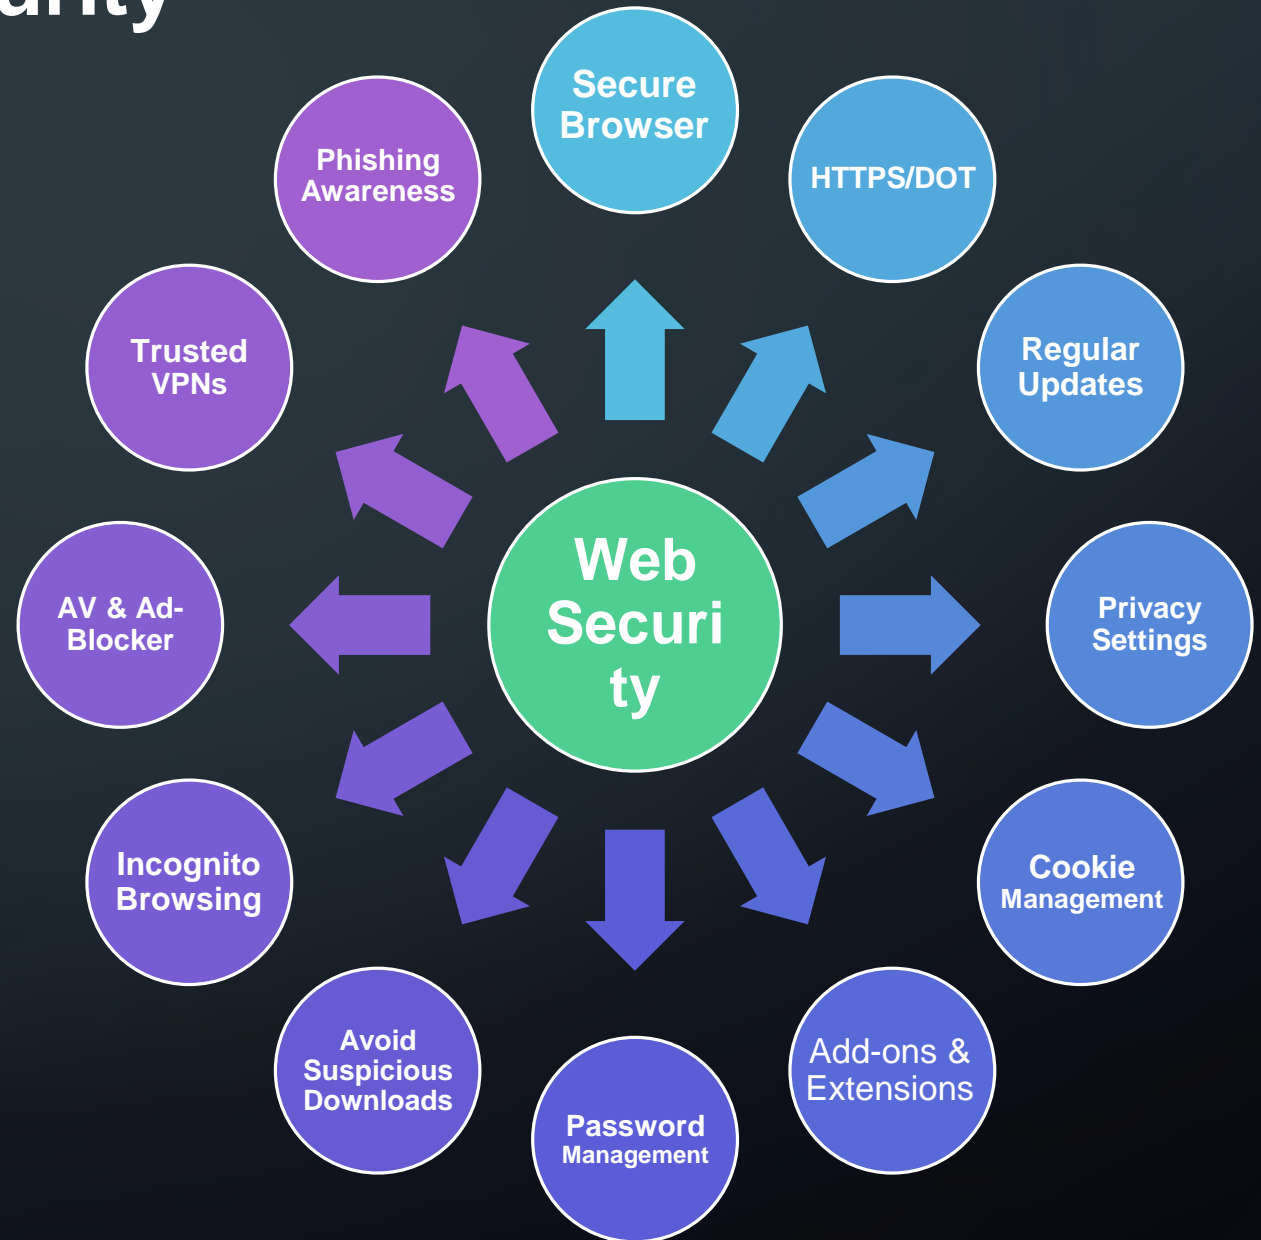 Secure
Browser
HTTPS/DOT
Regular
Updates
Privacy
Settings
Cookie
Management
Add-ons &
Extensions
Password
Management
Avoid
Suspicious
Downloads
Incognito
Browsing
AV & Ad-
Blocker
Trusted
VPNs
Phishing
Awareness
Web
Securi
ty